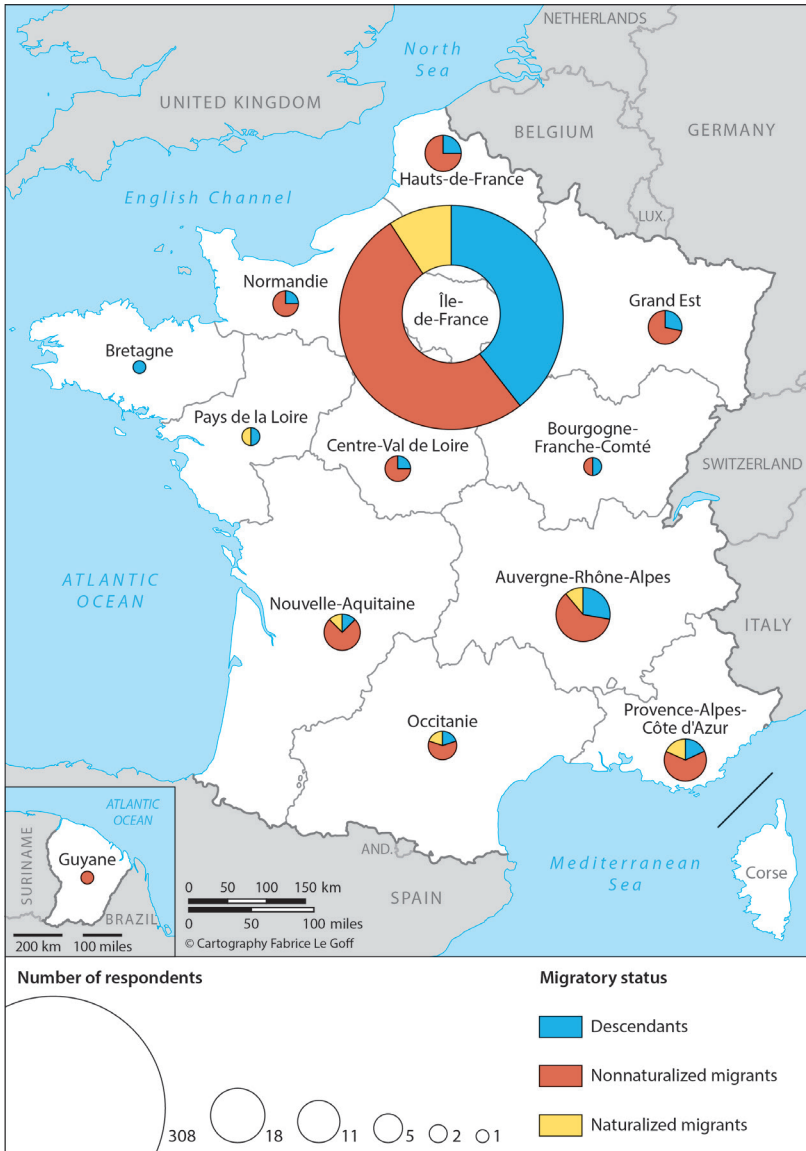 NETHERLANDS
North
Sea
UNITED KINGDOM
BELGIUM
GERMANY
Hauts-de-France
English Channel
LUX.
Normandie
Île-
de-France
Grand Est
Bretagne
Pays de la Loire
Centre-Val de Loire
Bourgogne-
Franche-Comté
SWITZERLAND
ATLANTIC
OCEAN
Nouvelle-Aquitaine
Auvergne-Rhône-Alpes
ITALY
Occitanie
Provence-Alpes-
Côte d'Azur
ATLANTIC
OCEAN
SURINAME
Guyane
BRAZIL
200 km 100 miles
AND.
SPAIN
Mediterranean
Sea
Corse
0 50 100 150 km
0 50 100 miles
© Cartography Fabrice Le Goff
Number of respondents
308 18 11 5 2 1
Migratory status
Descendants
Nonnaturalized migrants
Naturalized migrants